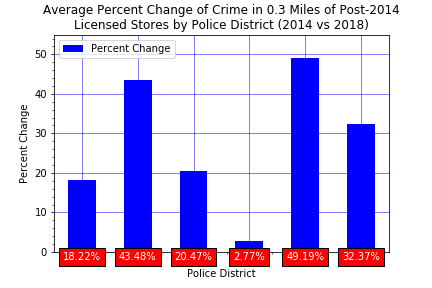 Average Percent Change of Crime in 0.3 Miles of Post-2014
Licensed Stores by Police District (2014 vs 2018)
Percent Change
50
40
30
20
10
0
Percent Change
18.22% 43.48% 20.47% 2.77% 49.19% 32.37%
Police District